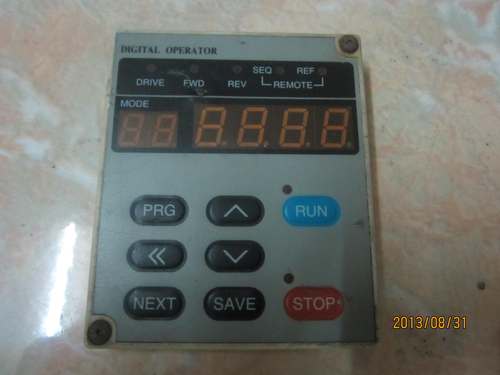 DIGITAL OPERATOR
SEQ REF
DRIVE FWD REV REMOTE
MODE
PRG RUN
NEXT SAVE STOP
2013/08/31